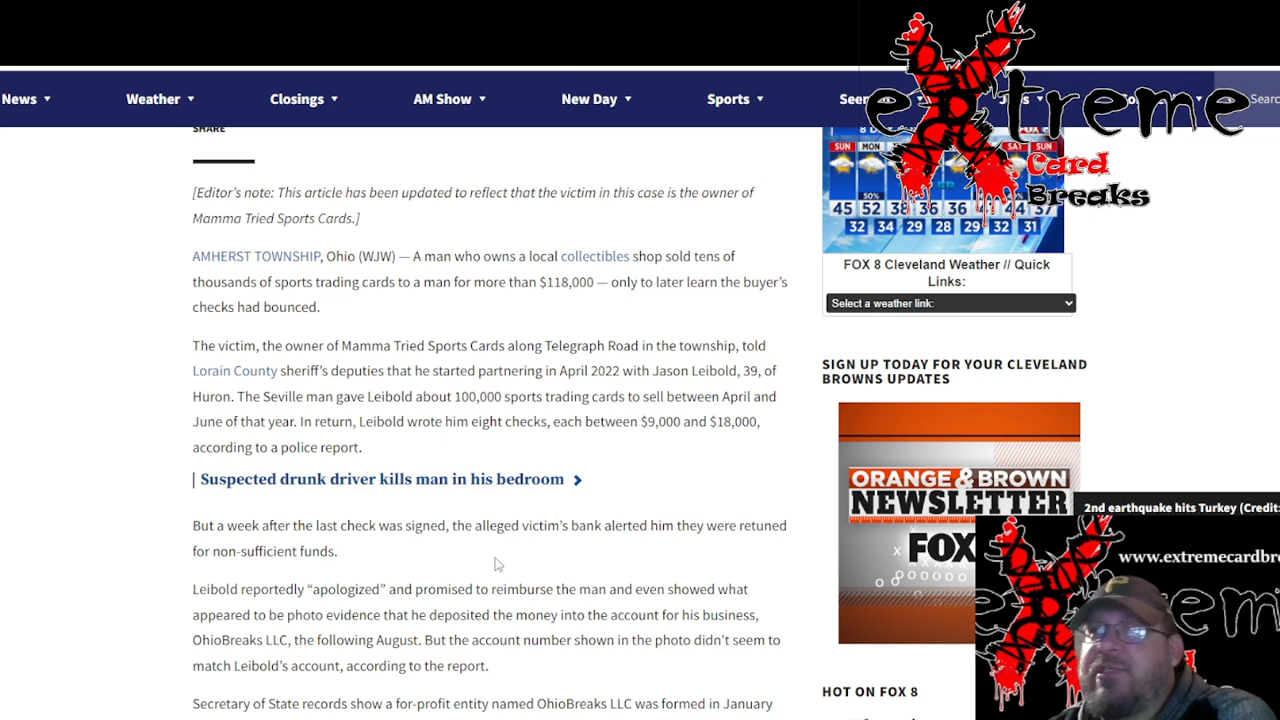 News
Weather
Closings
AM Show
New Day
Sports
eXtreme
Card
Breaks
SHARE
[Editor's note: This article has been updated to reflect that the victim in this case is the owner of
Mamma Tried Sports Cards.]
AMHERST TOWNSHIP, Ohio (WJW) — A man who owns a local collectibles shop sold tens of
thousands of sports trading cards to a man for more than $118,000 — only to later learn the buyer's
checks had bounced.
The victim, the owner of Mamma Tried Sports Cards along Telegraph Road in the township, told
Lorain County sheriff's deputies that he started partnering in April 2022 with Jason Leibold, 39, of
Huron. The Seville man gave Leibold about 100,000 sports trading cards to sell between April and
June of that year. In return, Leibold wrote him eight checks, each between $9,000 and $18,000,
according to a police report.
Suspected drunk driver kills man in his bedroom
But a week after the last check was signed, the alleged victim's bank alerted him they were retuned
for non-sufficient funds.
Leibold reportedly “apologized” and promised to reimburse the man and even showed what
appeared to be photo evidence that he deposited the money into the account for his business,
OhioBreaks LLC, the following August. But the account number shown in the photo didn't seem to
match Leibold's account, according to the report.
Secretary of State records show a for-profit entity named OhioBreaks LLC was formed in January
SUN MON SAT SUN
50%
45 52 38 36 36 41 44 37
32 34 29 28 29 32 31
FOX 8 Cleveland Weather // Quick
Links:
Select a weather link:
SIGN UP TODAY FOR YOUR CLEVELAND
BROWNS UPDATES
ORANGE & BROWN
NEWSLETTER
FOX
2nd earthquake hits Turkey (Credit:
www.extremecardbre
HOT ON FOX 8